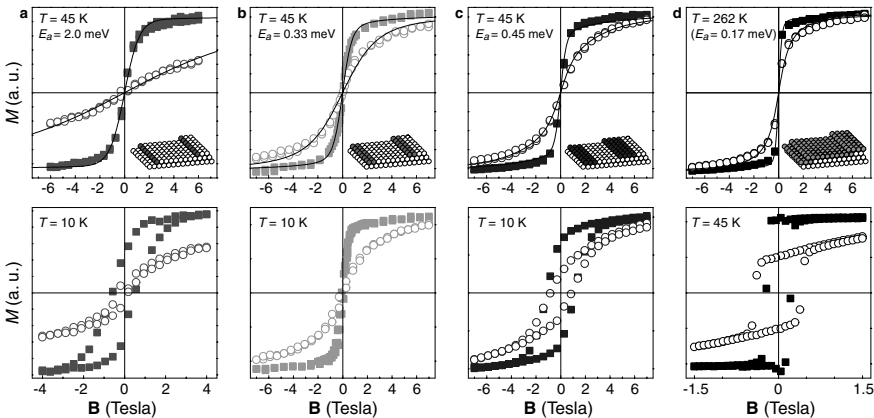 a
T = 45 K
E_a = 2.0 meV
b
T = 45 K
E_a = 0.33 meV
c
T = 45 K
E_a = 0.45 meV
d
T = 262 K
(E_a = 0.17 meV)
M (a. u.)
-6 -4 -2 0 2 4 6
-6 -4 -2 0 2 4 6
-6 -4 -2 0 2 4 6
-6 -4 -2 0 2 4 6
T = 10 K
T = 10 K
T = 10 K
T = 45 K
M (a. u.)
-4 -2 0 2 4
-6 -4 -2 0 2 4 6
-6 -4 -2 0 2 4 6
-1.5 0 1.5
B (Tesla)
B (Tesla)
B (Tesla)
B (Tesla)